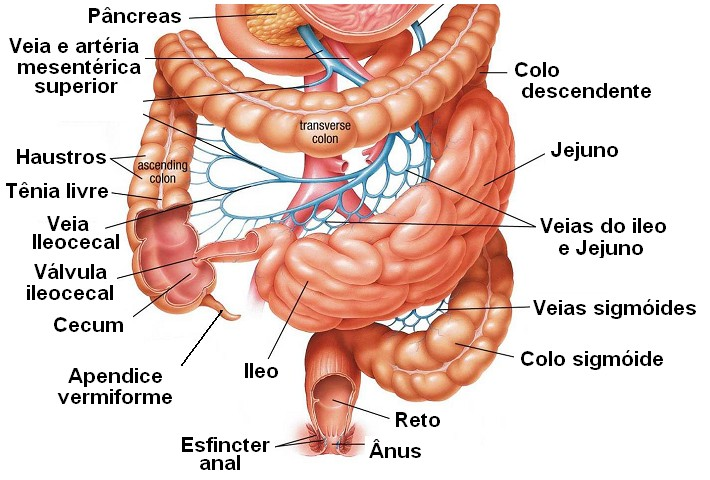 Pâncreas
Veia e artéria
mesentérica
superior
Colo
descendente
transverse
colon
Haustros
ascending
colon
Jejuno
Tênia livre
Veia
Ileocecal
Veias do ileo
e Jejuno
Válvula
ileocecal
Cecum
Veias sigmóides
Ileo
Colo sigmóide
Apendice
vermiforme
Reto
Esfincter
anal
Ânus